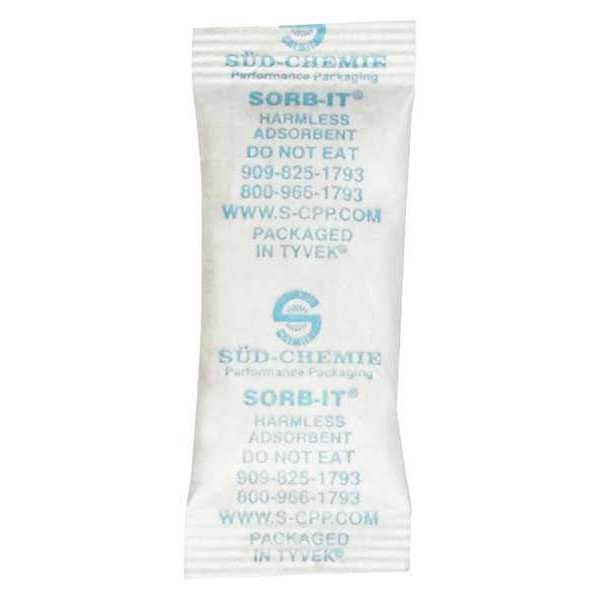 SÜD-CHEMIE
Performance Packaging
SORB-IT®
HARMLESS
ADSORBENT
DO NOT EAT
909-825-1793
800-966-1793
WWW.S-CPP.COM
PACKAGED
IN TYVEK®
SÜD-CHEMIE
Performance Packaging
SORB-IT®
HARMLESS
ADSORBENT
DO NOT EAT
909-825-1793
800-966-1793
WWW.S-CPP.COM
PACKAGED
IN TYVEK®